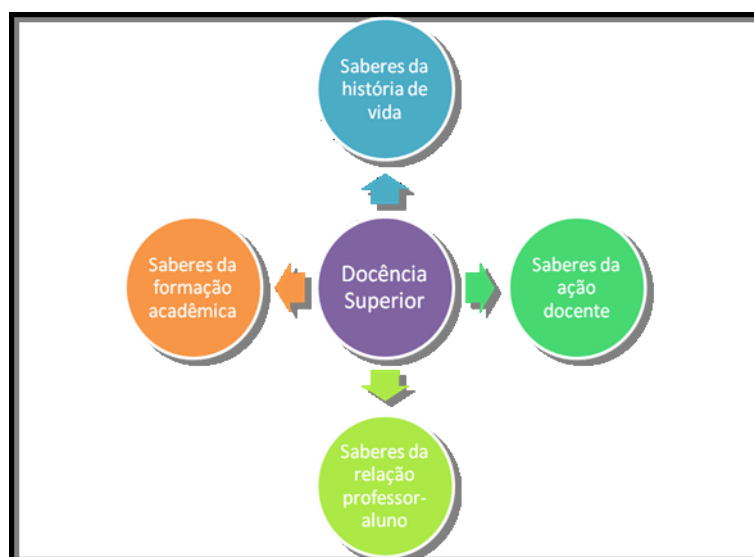 Saberes da
história de
vida
Saberes da
formação
acadêmica
Docência
Superior
Saberes da
ação
docente
Saberes da
relação
professor-
aluno